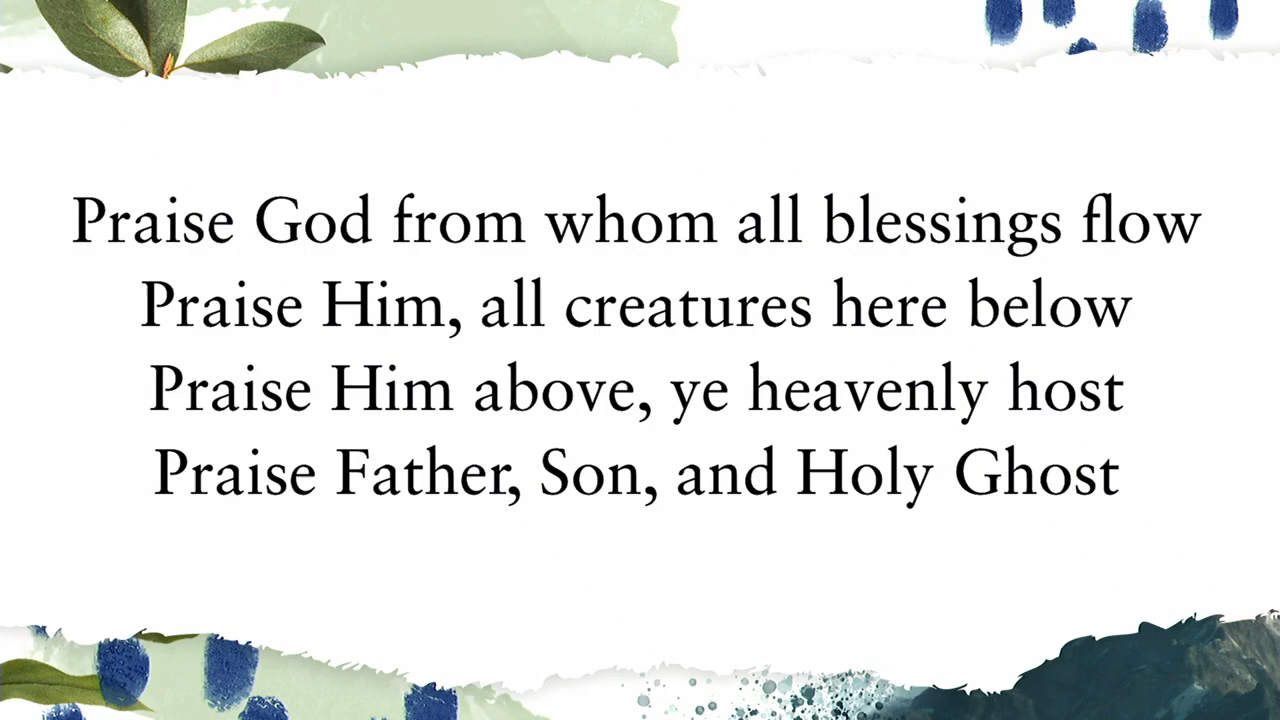 Praise God from whom all blessings flow
Praise Him, all creatures here below
Praise Him above, ye heavenly host
Praise Father, Son, and Holy Ghost